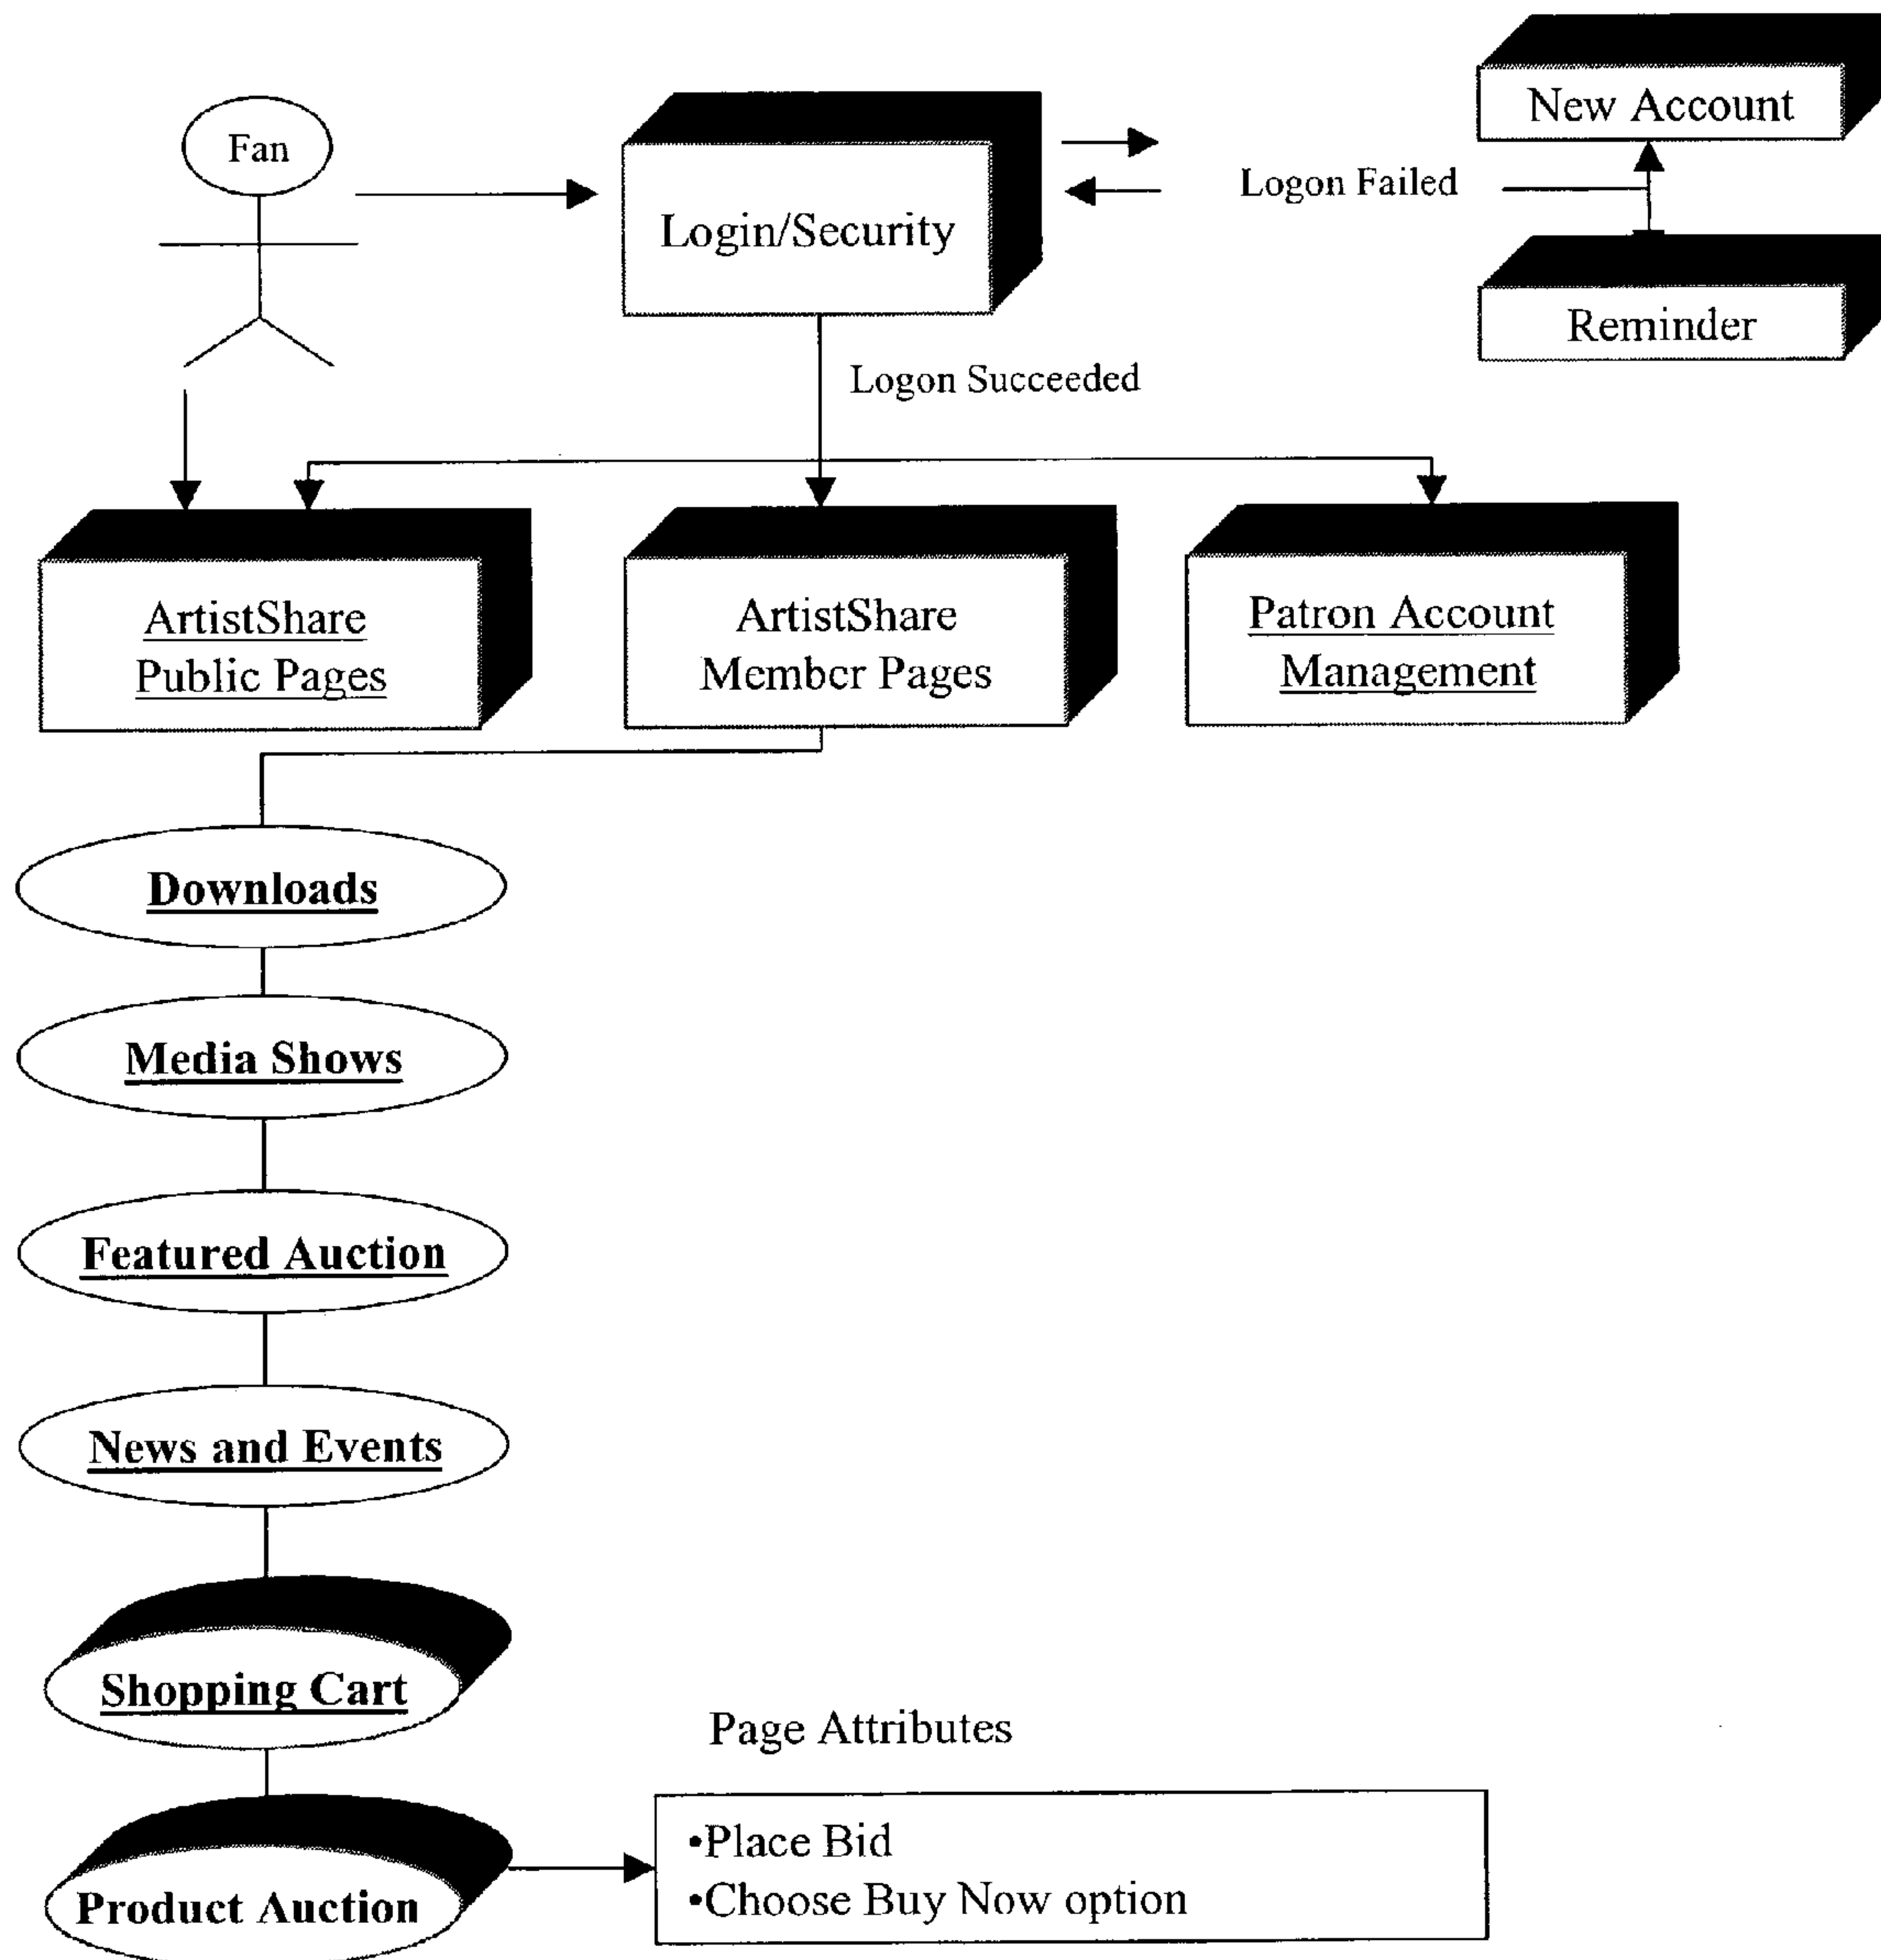 Fan
Login/Security
Logon Failed
New Account
Reminder
Logon Succeeded
ArtistShare
Public Pages
ArtistShare
Member Pages
Patron Account
Management
Downloads
Media Shows
Featured Auction
News and Events
Shopping Cart
Product Auction
Page Attributes
•Place Bid
•Choose Buy Now option